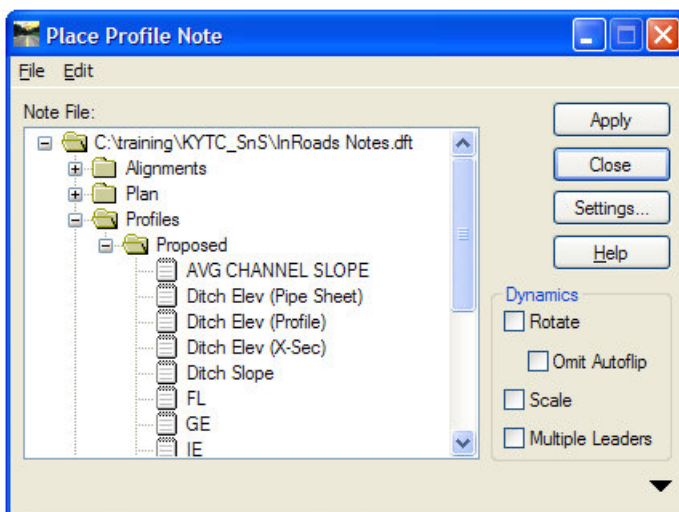 Place Profile Note
File Edit
Note File:
C:\training\KYTC_SnS\InRoads Notes.dft
Alignments
Plan
Profiles
Proposed
AVG CHANNEL SLOPE
Ditch Elev (Pipe Sheet)
Ditch Elev (Profile)
Ditch Elev (X-Sec)
Ditch Slope
FL
GE
IE
Apply
Close
Settings...
Help
Dynamics
Rotate
Omit Autoflip
Scale
Multiple Leaders